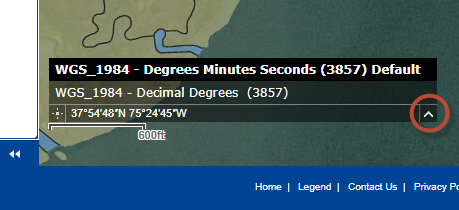 WGS_1984 - Degrees Minutes Seconds (3857) Default
WGS_1984 - Decimal Degrees (3857)
37°54'48"N 75°24'45"W
600ft
Home | Legend | Contact Us | Privacy Po